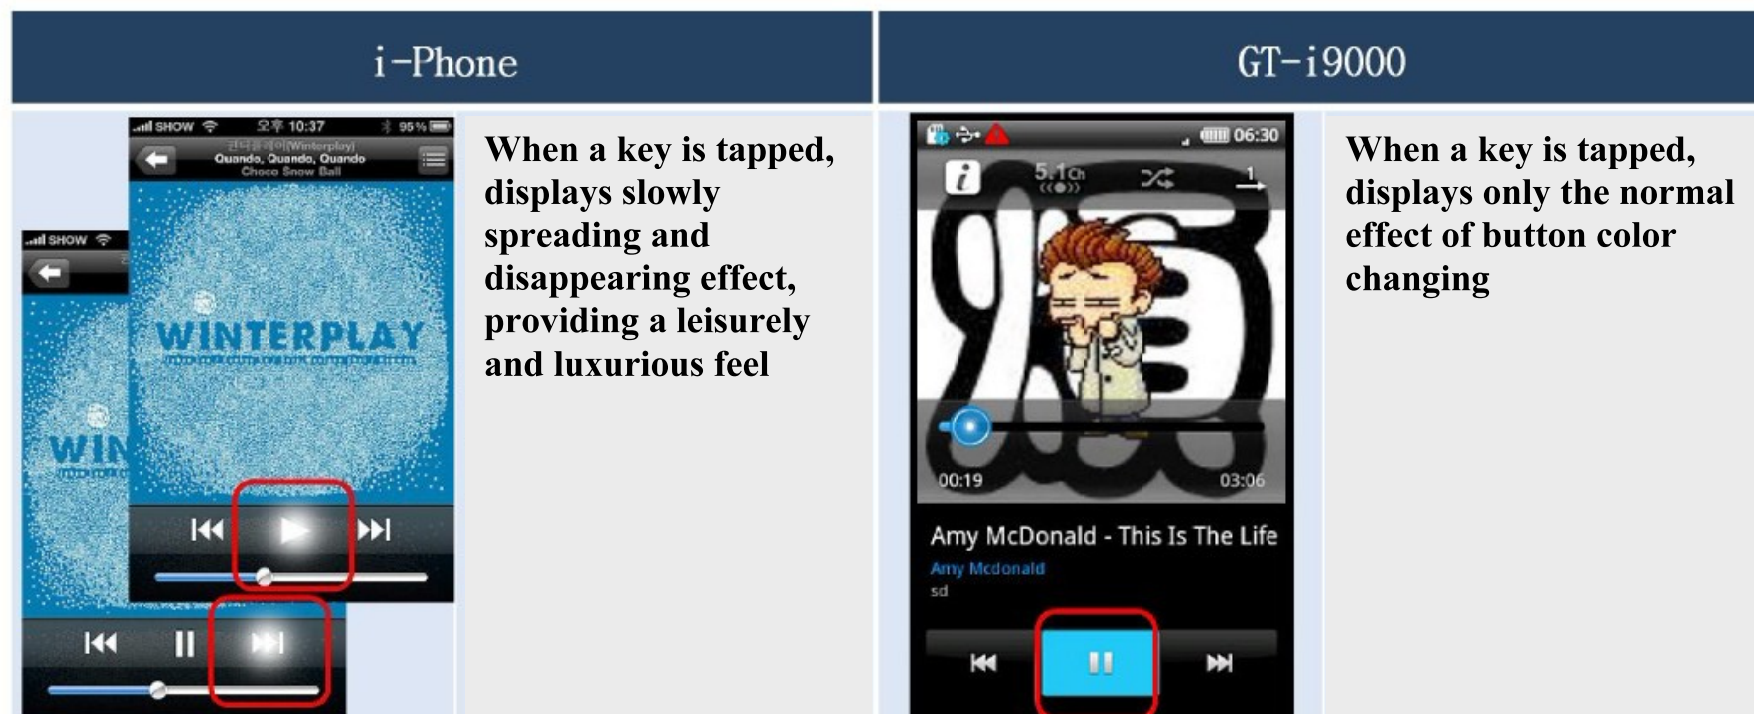 i-Phone
GT-i9000
SHOW 오후 10:37 95%
Quando, Quando, Quando
Choco Snow Ball
WINTERPLAY
SHOW
WIN
When a key is tapped,
displays slowly
spreading and
disappearing effect,
providing a leisurely
and luxurious feel
06:30
i 5.1Ch 1
00:19 03:06
Amy McDonald - This Is The Life
Amy Mcdonald
sd
When a key is tapped,
displays only the normal
effect of button color
changing